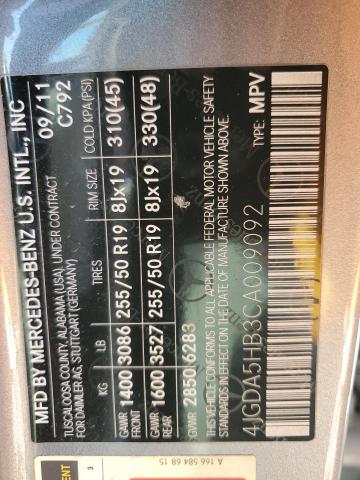 MFD BY MERCEDES-BENZ U.S. INTL., INC
TUSCALOOSA COUNTY, ALABAMA (USA), UNDER CONTRACT
FOR DAIMLER AG, STUTTGART (GERMANY)
09/11
C792
KG LB TIRES RIM SIZE COLD KPA (PSI)
GAWR FRONT 1400 3086 255/50 R19 8Jx19 310(45)
GAWR REAR 1600 3527 255/50 R19 8Jx19 330(48)
GVWR 2850 6283
THIS VEHICLE CONFORMS TO ALL APPLICABLE FEDERAL MOTOR VEHICLE SAFETY
STANDARDS IN EFFECT ON THE DATE OF MANUFACTURE SHOWN ABOVE.
4JGDA5HB3CA009092 TYPE: MPV
A 166 584 68 15
3